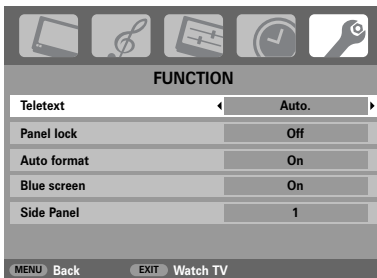 FUNCTION
Teletext Auto.
Panel lock Off
Auto format On
Blue screen On
Side Panel 1
MENU Back EXIT Watch TV